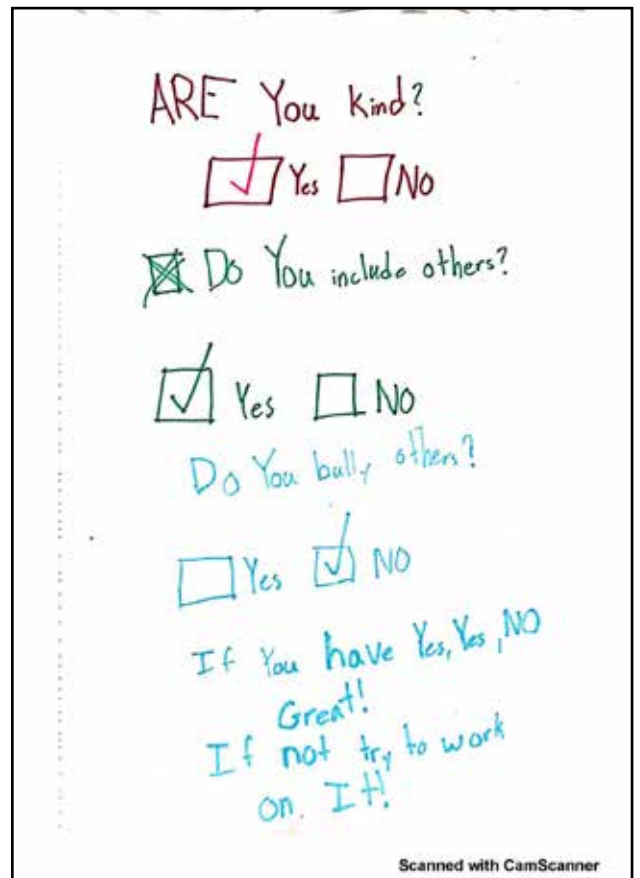 ARE You kind?
Yes NO
Do You include others?
Yes NO
Do You bully others?
Yes NO
If You have Yes, Yes, NO
Great!
If not try to work
on. It!
Scanned with CamScanner